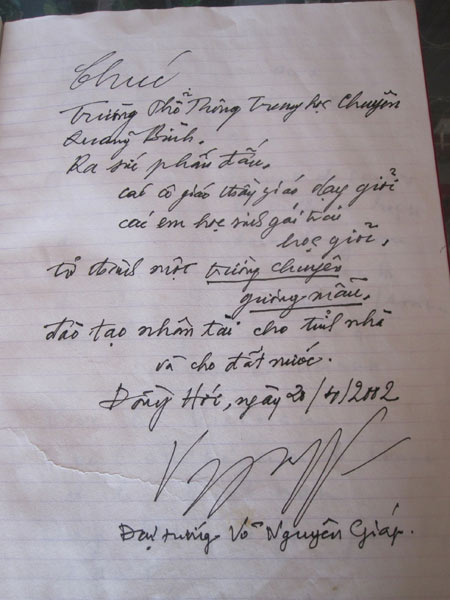 Chúc
Trường Phổ Thông Trung học Chuyên
Quảng Bình.
Ra sức phấn đấu,
các cô giáo thầy giáo dạy giỏi
các em học sinh gái trai
học giỏi,
trở thành một trường chuyên
gương mẫu,
đào tạo nhân tài cho tỉnh nhà
và cho đất nước.
Đồng Hới, ngày 20/4/2002
Đại tướng Võ Nguyên Giáp.